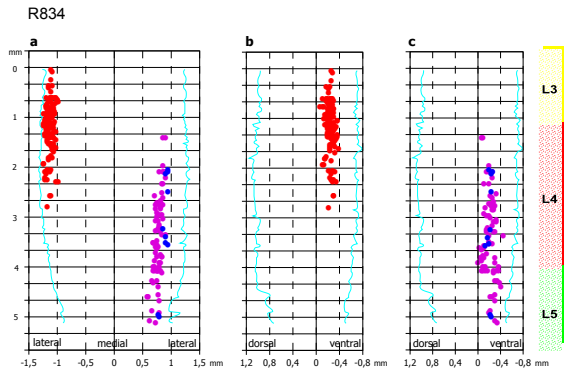 R834
a b c
mm
0 L3
1
2 L4
3
4
5 L5
lateral medial lateral dorsal ventral dorsal ventral
-1,5 -1 -0,5 0 0,5 1 1,5 mm 1,2 0,8 0,4 0 -0,4 -0,8 mm 1,2 0,8 0,4 0 -0,4 -0,8 mm